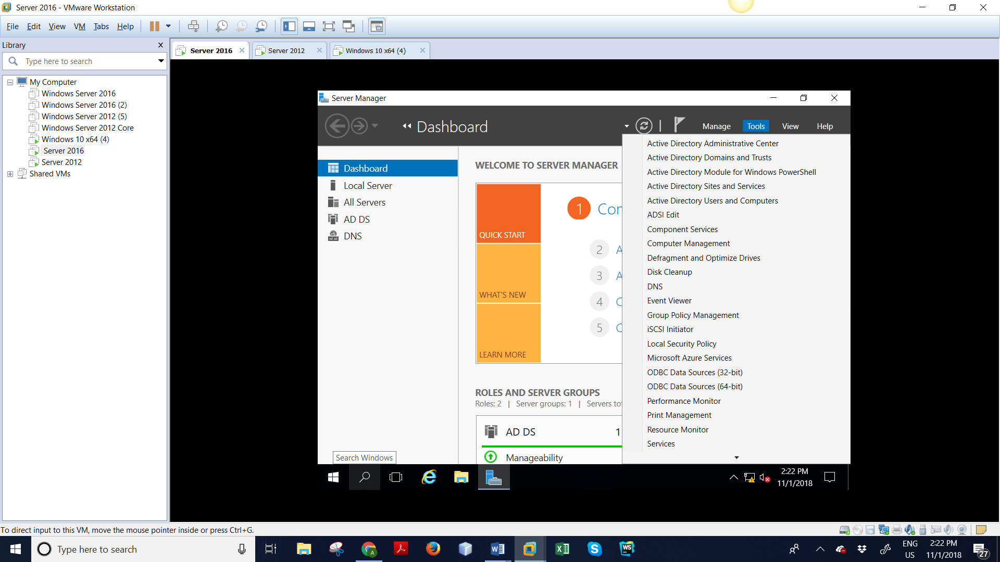 Server 2016 - VMware Workstation
File Edit View VM Tabs Help
Library
Type here to search
My Computer
Windows Server 2016
Windows Server 2016 (2)
Windows Server 2012 (5)
Windows Server 2012 Core
Windows 10 x64 (4)
Server 2016
Server 2012
Shared VMs
Server 2016 Server 2012 Windows 10 x64 (4)
Server Manager
Dashboard
Manage Tools View Help
Dashboard
Local Server
All Servers
AD DS
DNS
WELCOME TO SERVER MANAGER
QUICK START
WHAT'S NEW
LEARN MORE
1 Con
2 A
3 A
4 C
5 C
ROLES AND SERVER GROUPS
Roles: 2 | Server groups: 1 | Servers to
AD DS 1
Manageability
Active Directory Administrative Center
Active Directory Domains and Trusts
Active Directory Module for Windows PowerShell
Active Directory Sites and Services
Active Directory Users and Computers
ADSI Edit
Component Services
Computer Management
Defragment and Optimize Drives
Disk Cleanup
DNS
Event Viewer
Group Policy Management
iSCSI Initiator
Local Security Policy
Microsoft Azure Services
ODBC Data Sources (32-bit)
ODBC Data Sources (64-bit)
Performance Monitor
Print Management
Resource Monitor
Services
Search Windows
2:22 PM
11/1/2018
To direct input to this VM, move the mouse pointer inside or press Ctrl+G.
Type here to search
A
WS
ENG
US
2:22 PM
11/1/2018
27